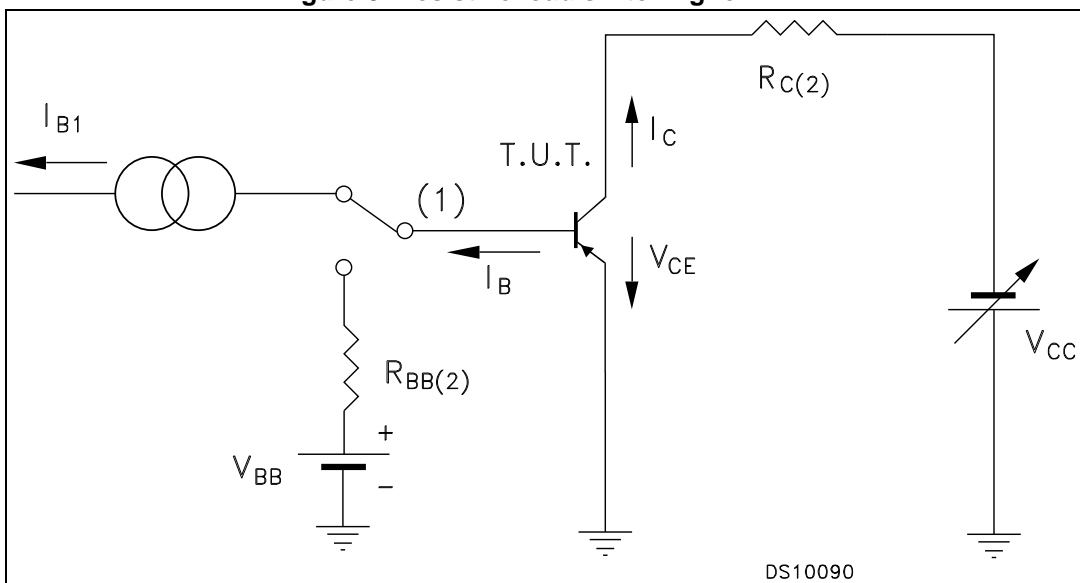 R_C(2)
I_B1
I_C
T.U.T.
(1)
V_CE
I_B
V_CC
R_BB(2)
+
V_BB
−
DS10090